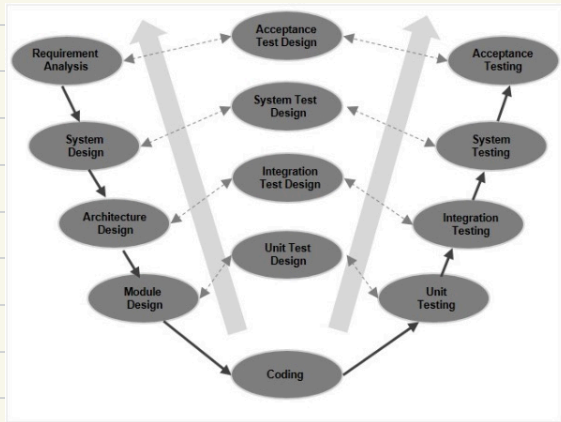 Acceptance
Test Design
Requirement
Analysis
Acceptance
Testing
System Test
Design
System
Design
System
Testing
Integration
Test Design
Architecture
Design
Integration
Testing
Unit Test
Design
Module
Design
Unit
Testing
Coding